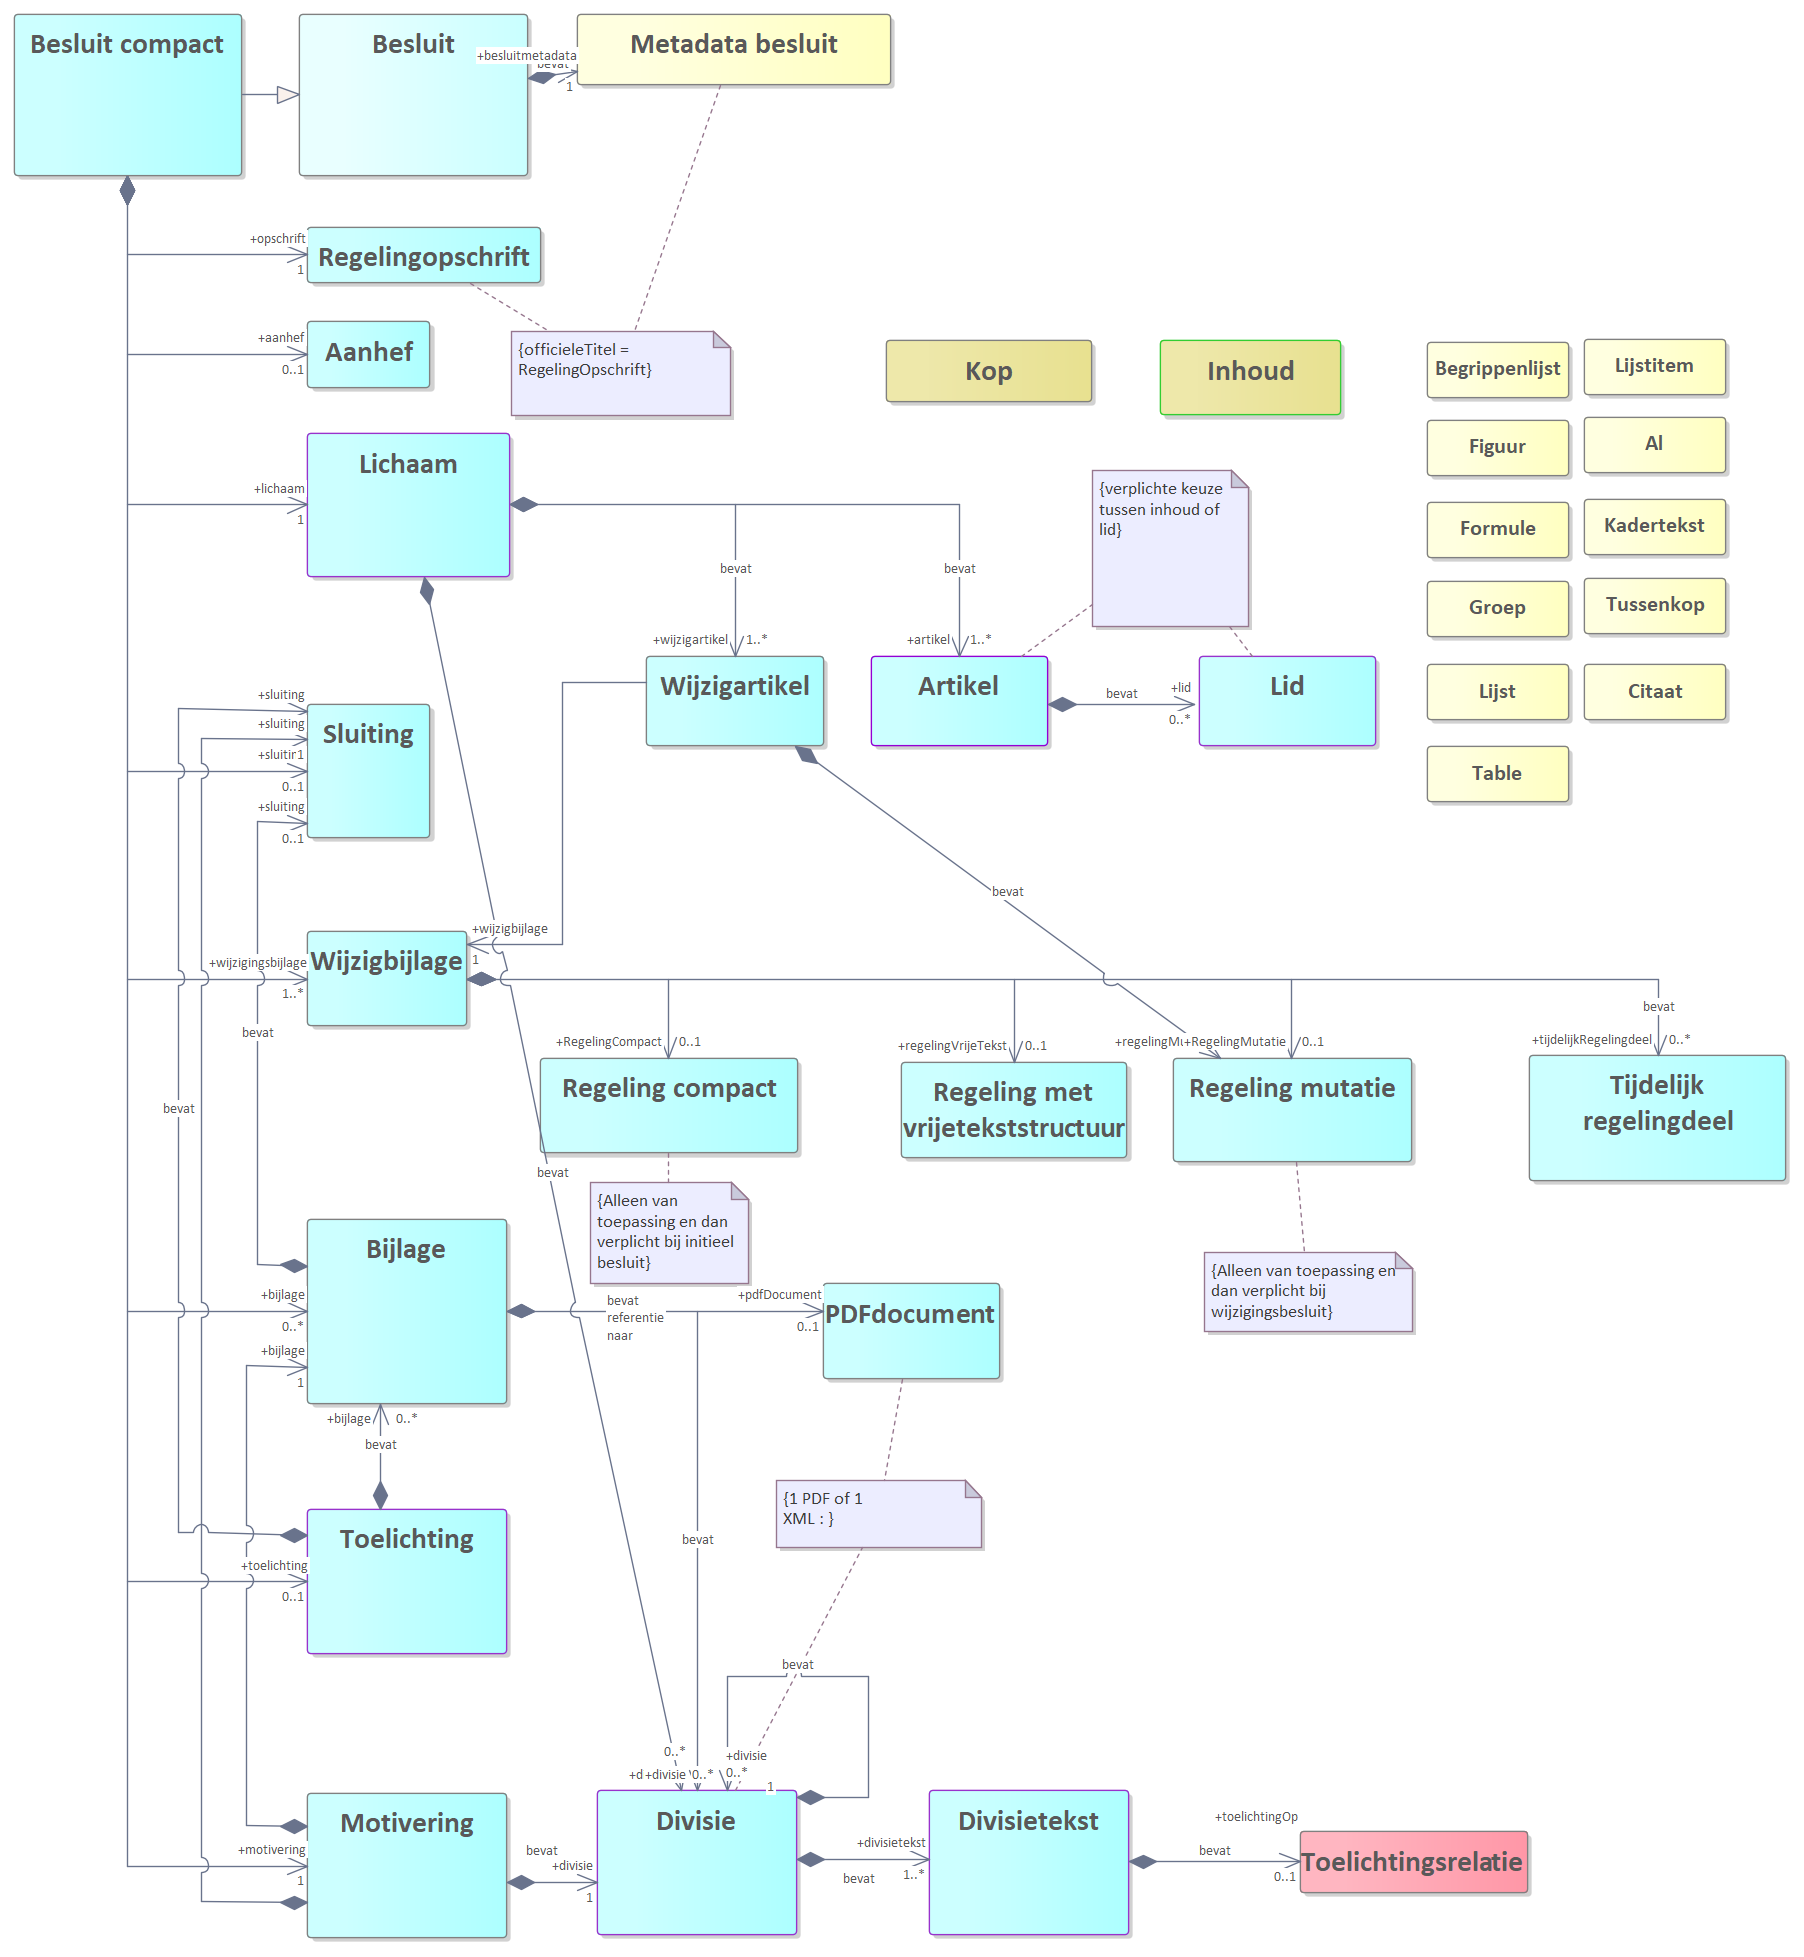 Besluit compact
Besluit
Metadata besluit
+besluitmetadata
bevat
1
+opschrift
1
Regelingopschrift
+aanhef
0..1
Aanhef
{officieleTitel =
RegelingOpschrift}
Kop
Inhoud
Begrippenlijst
Lijstitem
Figuur
Al
Formule
Kadertekst
Groep
Tussenkop
Lijst
Citaat
Table
Lichaam
+lichaam
1
{verplichte keuze
tussen inhoud of
lid}
bevat
bevat
+wijzigartikel
1..*
+artikel
1..*
Wijzigartikel
Artikel
bevat
+lid
0..*
Lid
+sluiting
+sluiting
1
0..1
+sluiting
0..1
Sluiting
bevat
+wijzigbijlage
1
+wijzigingsbijlage
1..*
Wijzigbijlage
bevat
bevat
+RegelingCompact
0..1
+regelingVrijeTekst
0..1
+RegelingMutatie
0..1
+tijdelijkRegelingdeel
0..*
Regeling compact
Regeling met
vrijetekststructuur
Regeling mutatie
Tijdelijk
regelingdeel
bevat
bevat
{Alleen van
toepassing en dan
verplicht bij initieel
besluit}
{Alleen van toepassing en
dan verplicht bij
wijzigingsbesluit}
Bijlage
+bijlage
0..*
+bijlage
1
bevat
referentie
naar
+pdfDocument
0..1
PDFdocument
+bijlage
0..*
bevat
{1 PDF of 1
XML : }
Toelichting
+toelichting
0..1
bevat
bevat
0..*
+divisie
0..*
+divisie
0..*
1
Motivering
+motivering
1
bevat
+divisie
1
Divisie
+divisietekst
bevat
1..*
Divisietekst
+toelichtingOp
bevat
0..1
Toelichtingsrelatie